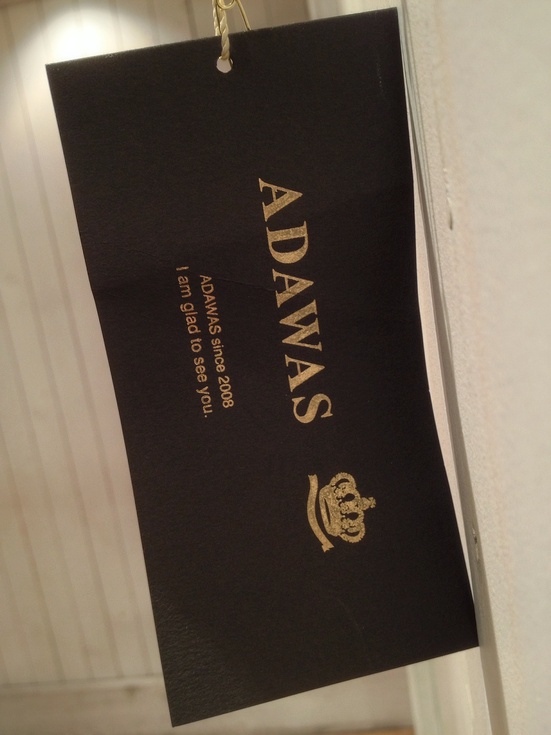 ADAWAS
ADAWAS since 2008
I am glad to see you.